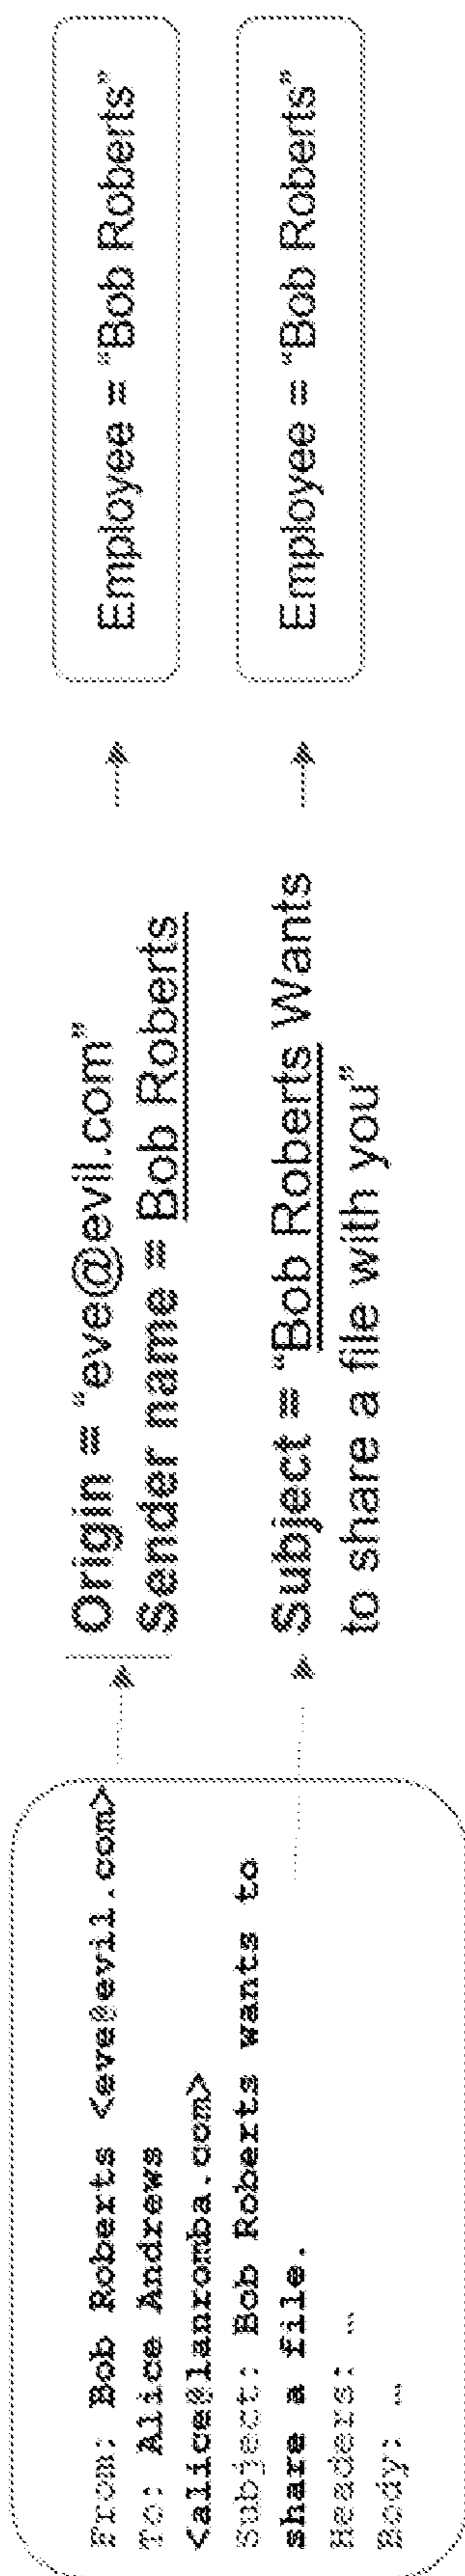 From: Bob Roberts <eve@evil.com>
To: Alice Andrews
<alice@lanromba.com>
Subject: Bob Roberts wants to
share a file.
Headers: …
Body: …
Origin = “eve@evil.com”
Sender name = Bob Roberts
Subject = “Bob Roberts Wants
to share a file with you”
Employee = “Bob Roberts”
Employee = “Bob Roberts”